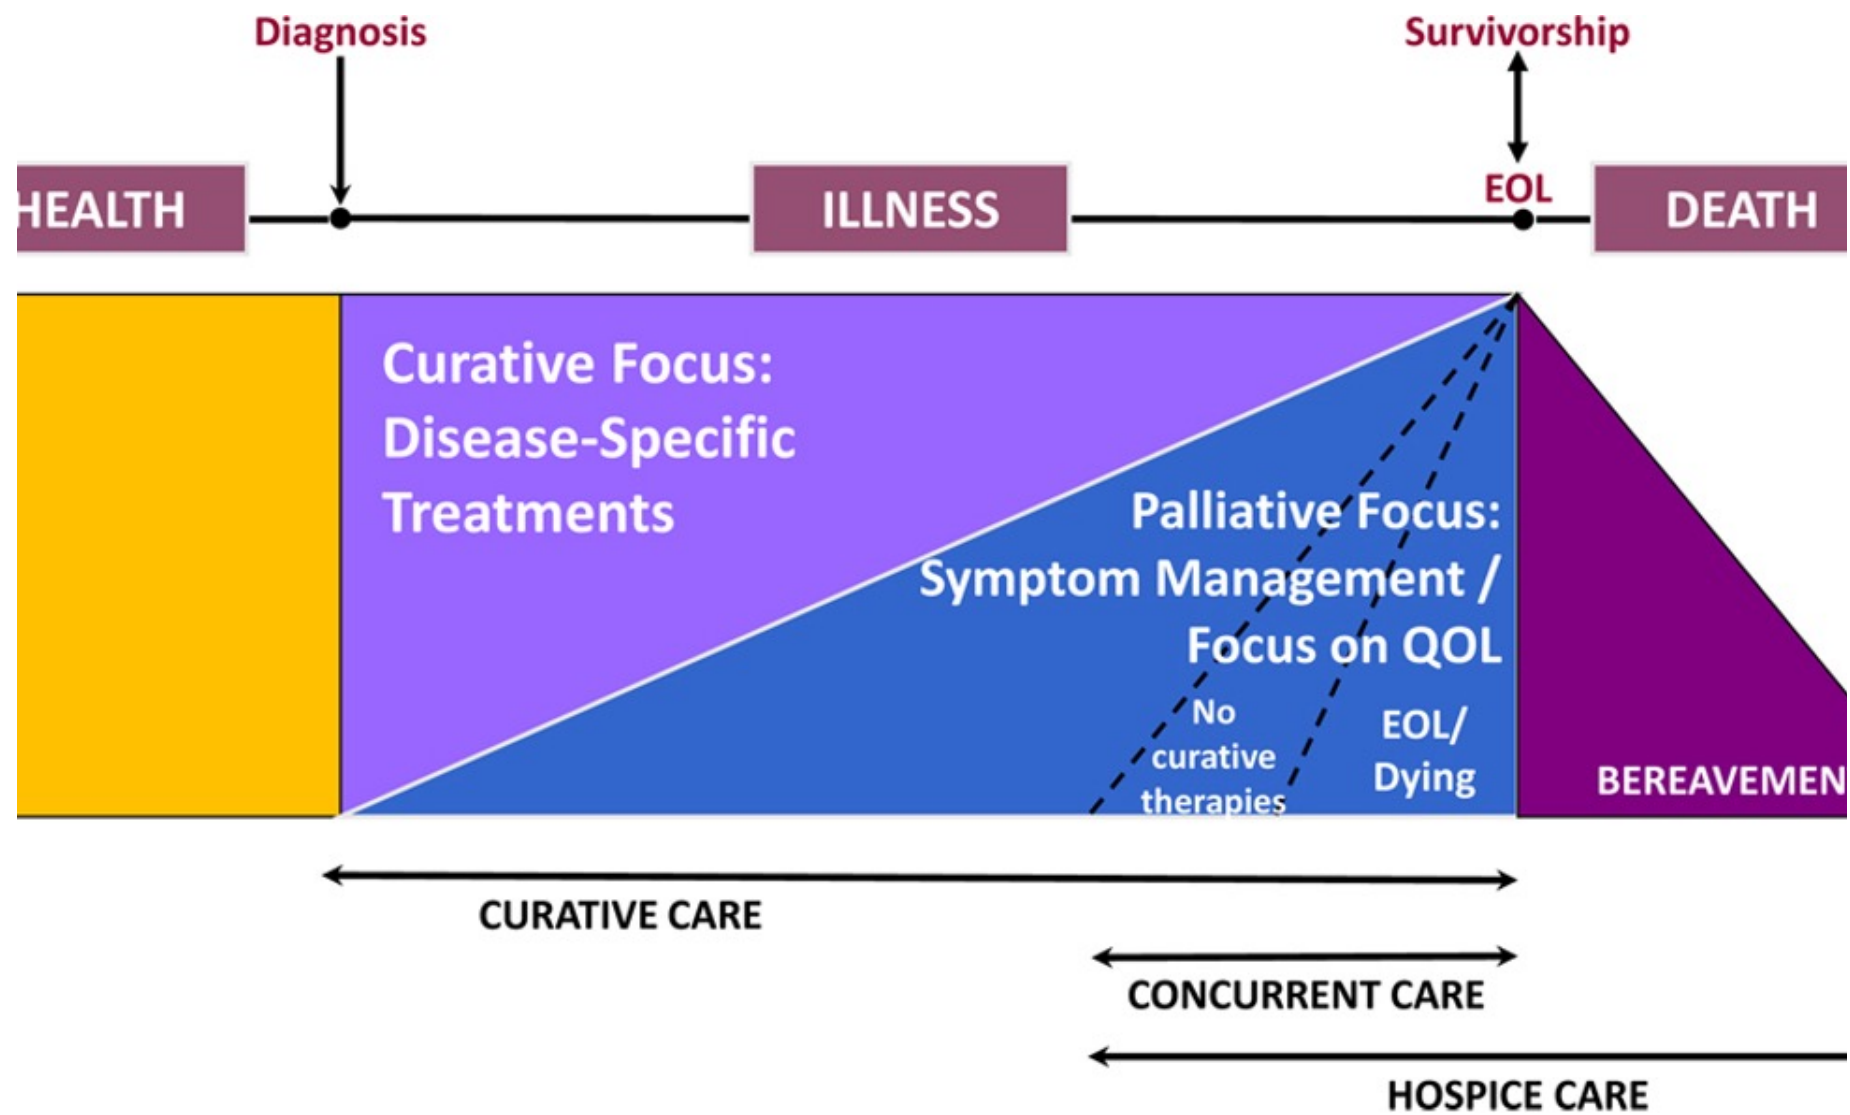 Diagnosis
Survivorship
EOL
HEALTH
ILLNESS
DEATH
Curative Focus:
Disease-Specific
Treatments
Palliative Focus:
Symptom Management /
Focus on QOL
No
curative
therapies
EOL/
Dying
BEREAVEMEN
CURATIVE CARE
CONCURRENT CARE
HOSPICE CARE